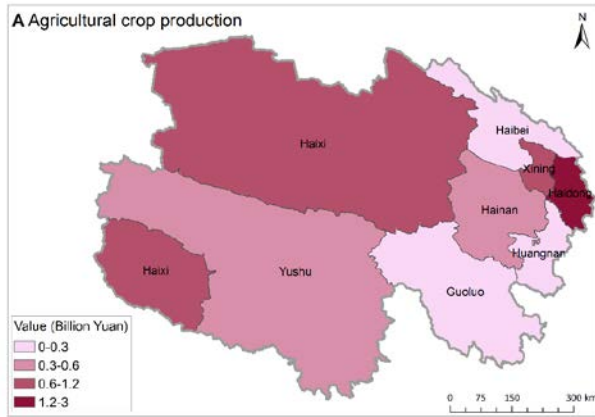 A Agricultural crop production
N
Haibei
Haixi
Xining
Haidong
Hainan
Huangnan
Haixi
Yushu
Guoluo
Value (Billion Yuan)
0-0.3
0.3-0.6
0.6-1.2
1.2-3
0 75 150 300 km